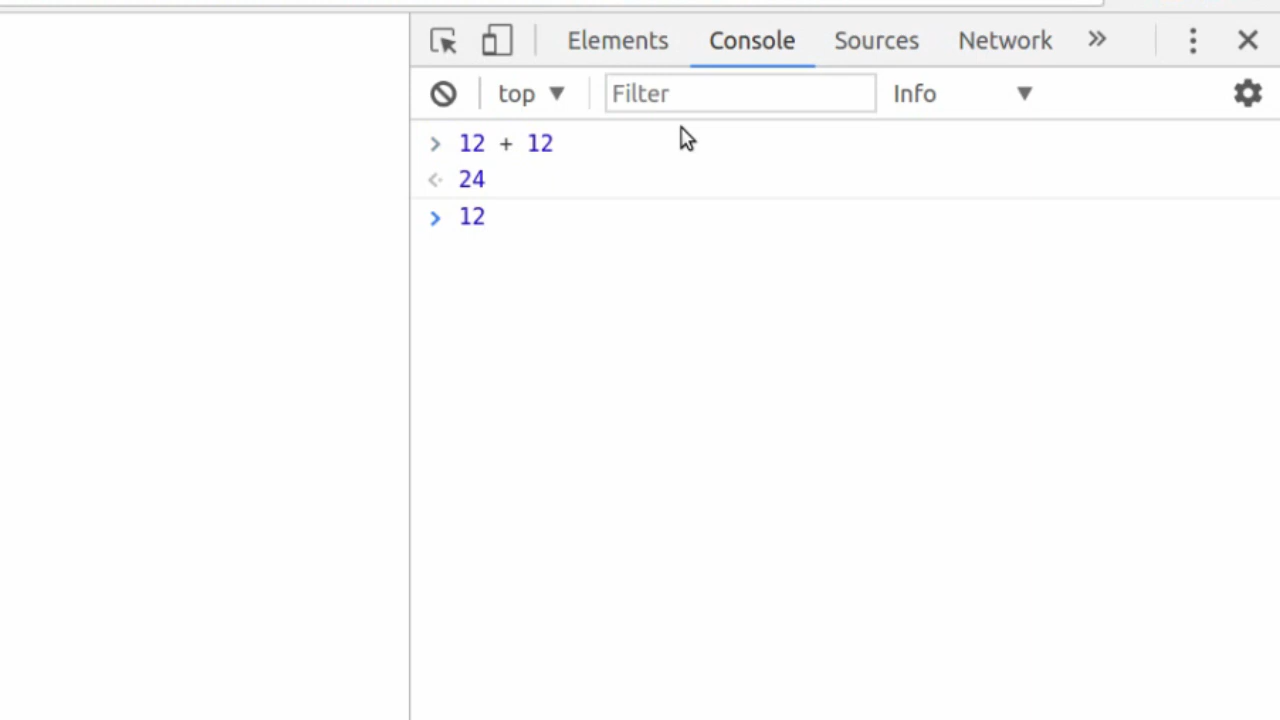 Elements Console Sources Network
top Filter Info
> 12 + 12
24
> 12